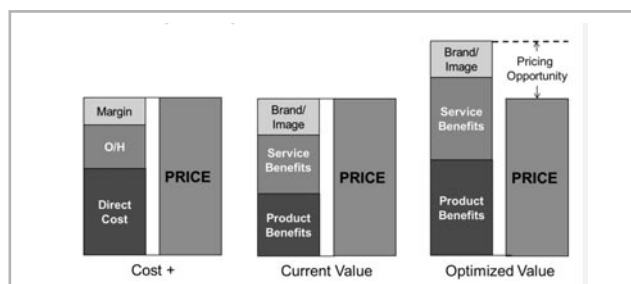 Margin
O/H
Direct
Cost
PRICE
Cost +
Brand/
Image
Service
Benefits
Product
Benefits
PRICE
Current Value
Brand/
Image
Service
Benefits
Product
Benefits
Pricing
Opportunity
PRICE
Optimized Value